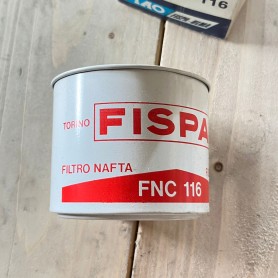 116
TORINO FISPA
FILTRO NAFTA
FNC 116